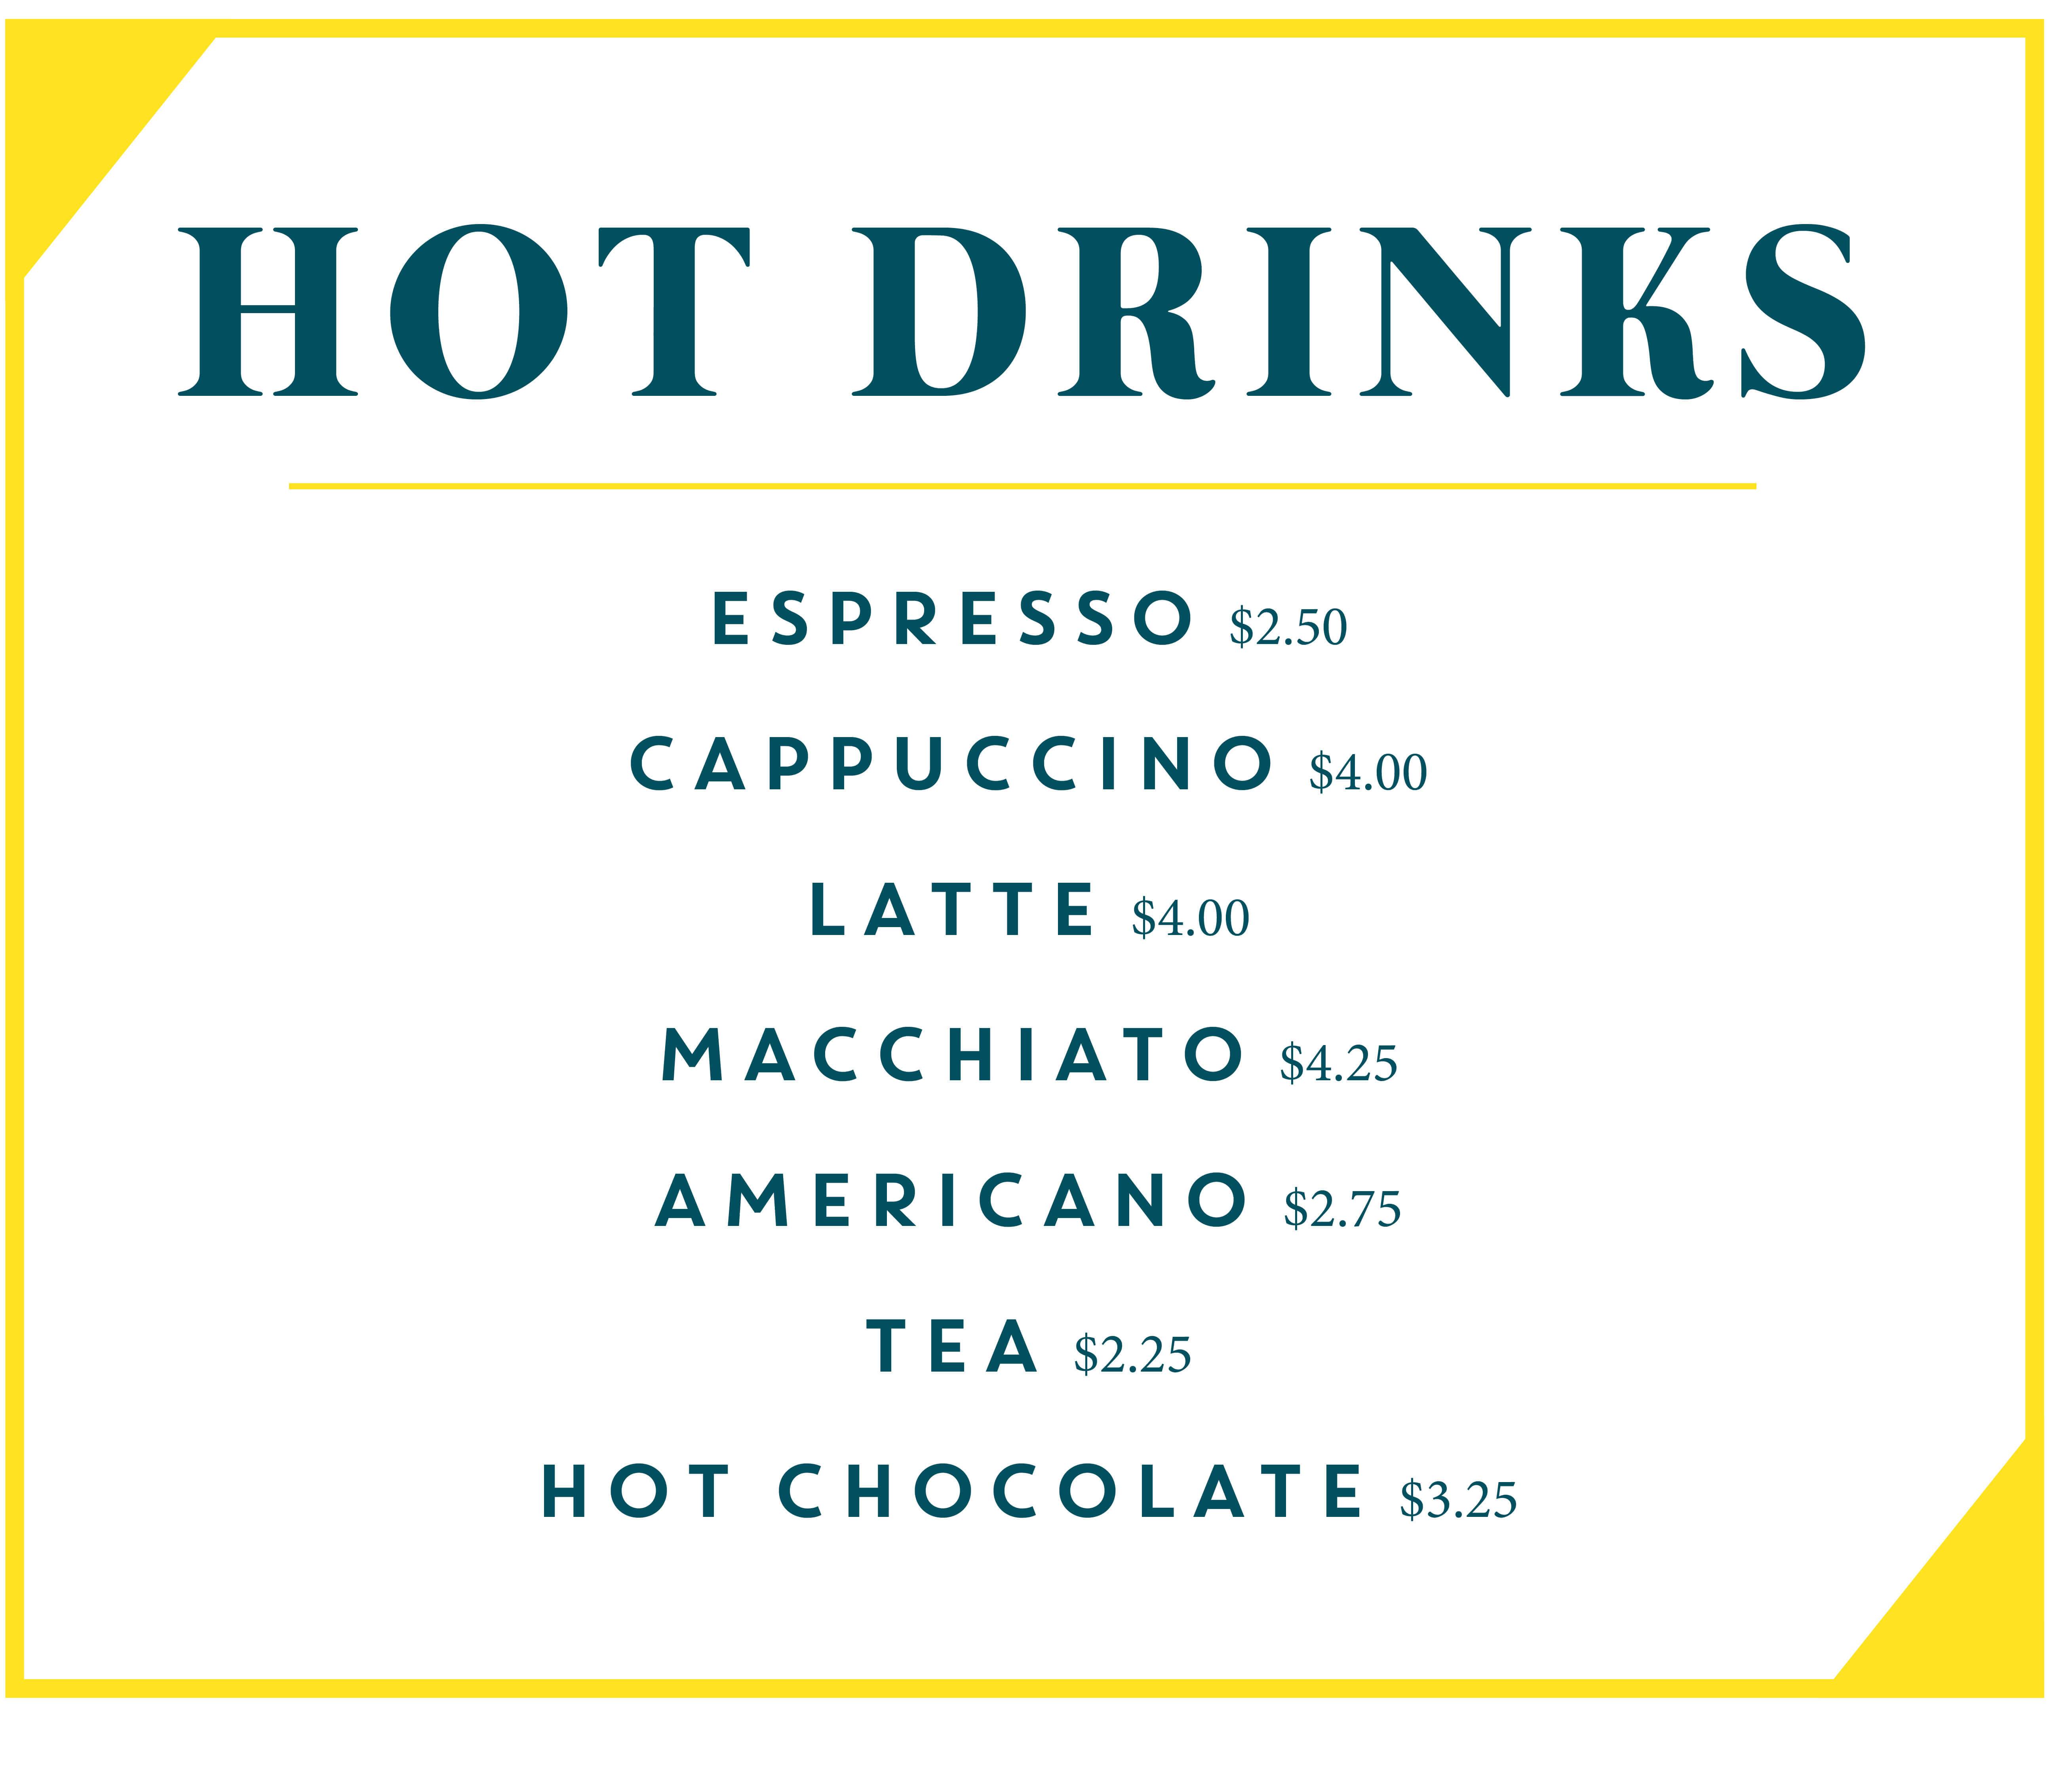 HOT DRINKS
ESPRESSO $2.50
CAPPUCCINO $4.00
LATTE $4.00
MACCHIATO $4.25
AMERICANO $2.75
TEA $2.25
HOT CHOCOLATE $3.25